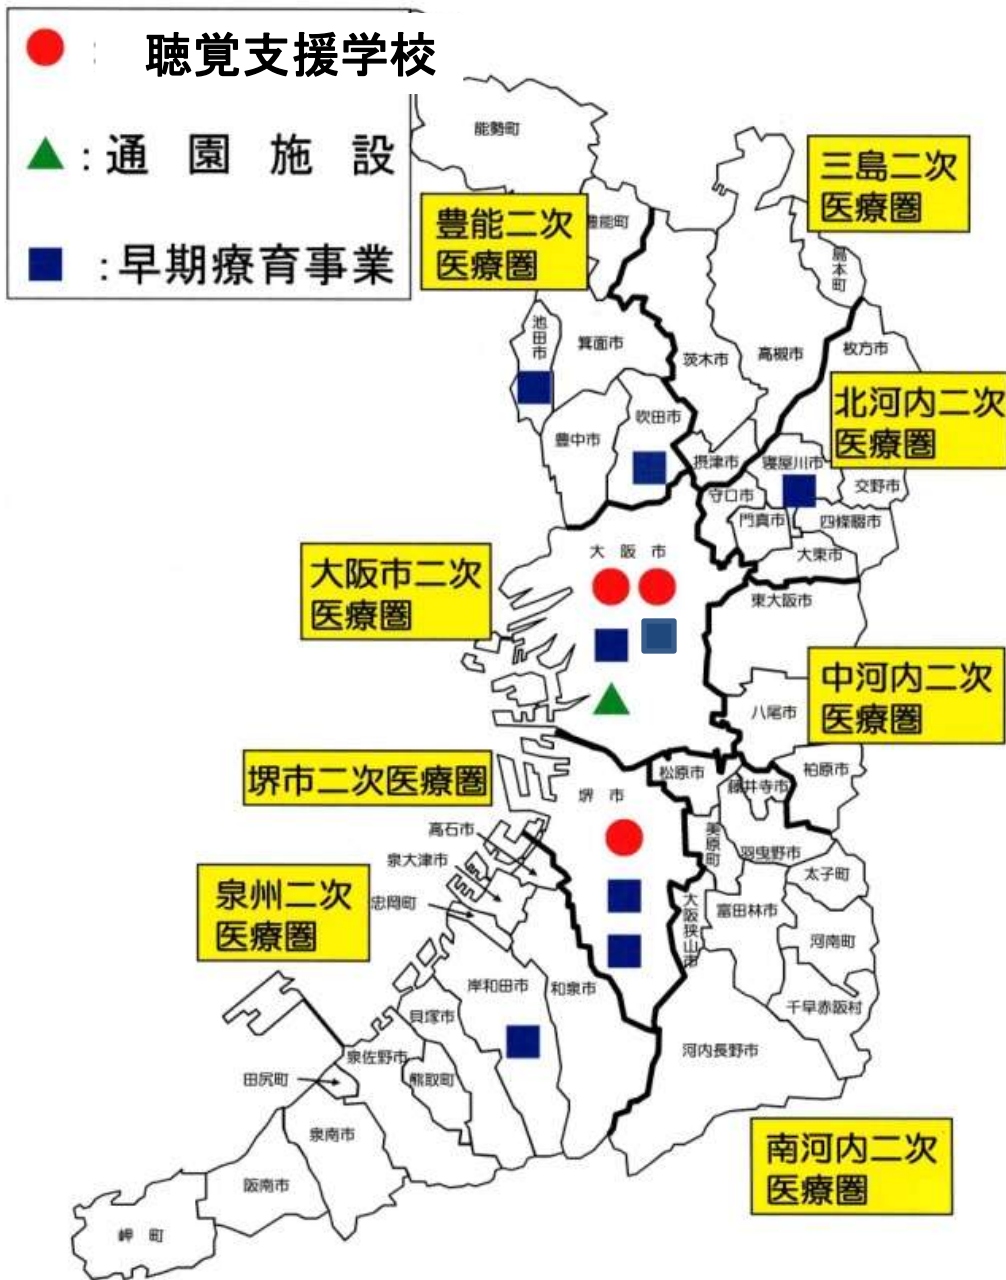 聴覚支援学校
：通園施設
：早期療育事業
能勢町
三島二次
医療圏
豊能二次
医療圏
豊能町
島本町
池田市
箕面市
茨木市
高槻市
枚方市
北河内二次
医療圏
吹田市
豊中市
摂津市
寝屋川市
守口市
交野市
門真市
四條畷市
大阪市
大東市
大阪市二次
医療圏
東大阪市
中河内二次
医療圏
八尾市
堺市二次医療圏
松原市
藤井寺市
柏原市
堺市
高石市
美原町
羽曳野市
泉大津市
太子町
泉州二次
医療圏
忠岡町
大阪狭山市
富田林市
河南町
岸和田市
和泉市
千早赤阪村
貝塚市
泉佐野市
河内長野市
田尻町
熊取町
泉南市
南河内二次
医療圏
阪南市
岬町